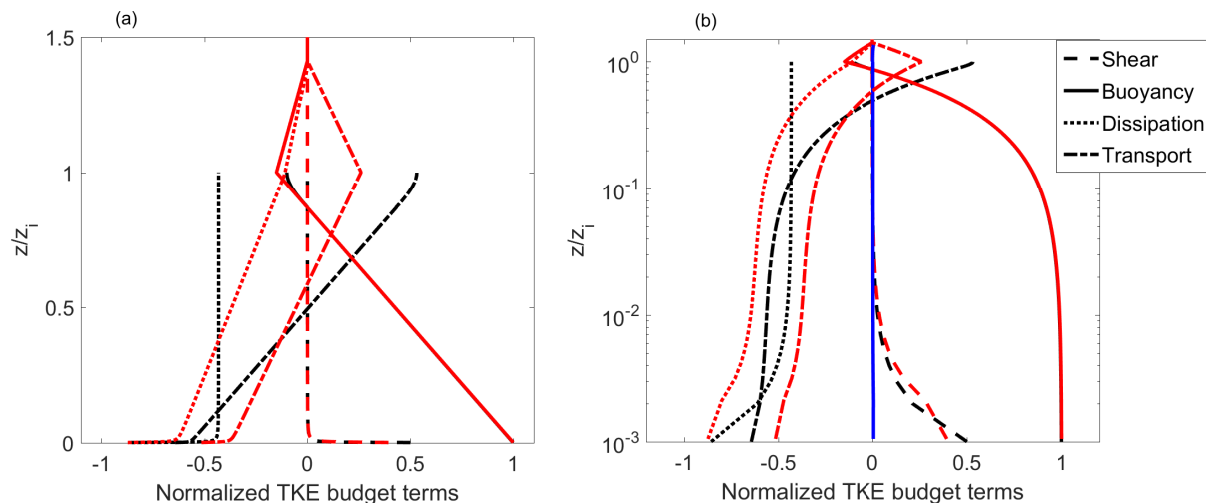 (a)
1.5
1
0.5
0
z/z_i
-1 -0.5 0 0.5 1
Normalized TKE budget terms
(b)
10^0
10^-1
10^-2
10^-3
z/z_i
-1 -0.5 0 0.5 1
Normalized TKE budget terms
Shear
Buoyancy
Dissipation
Transport